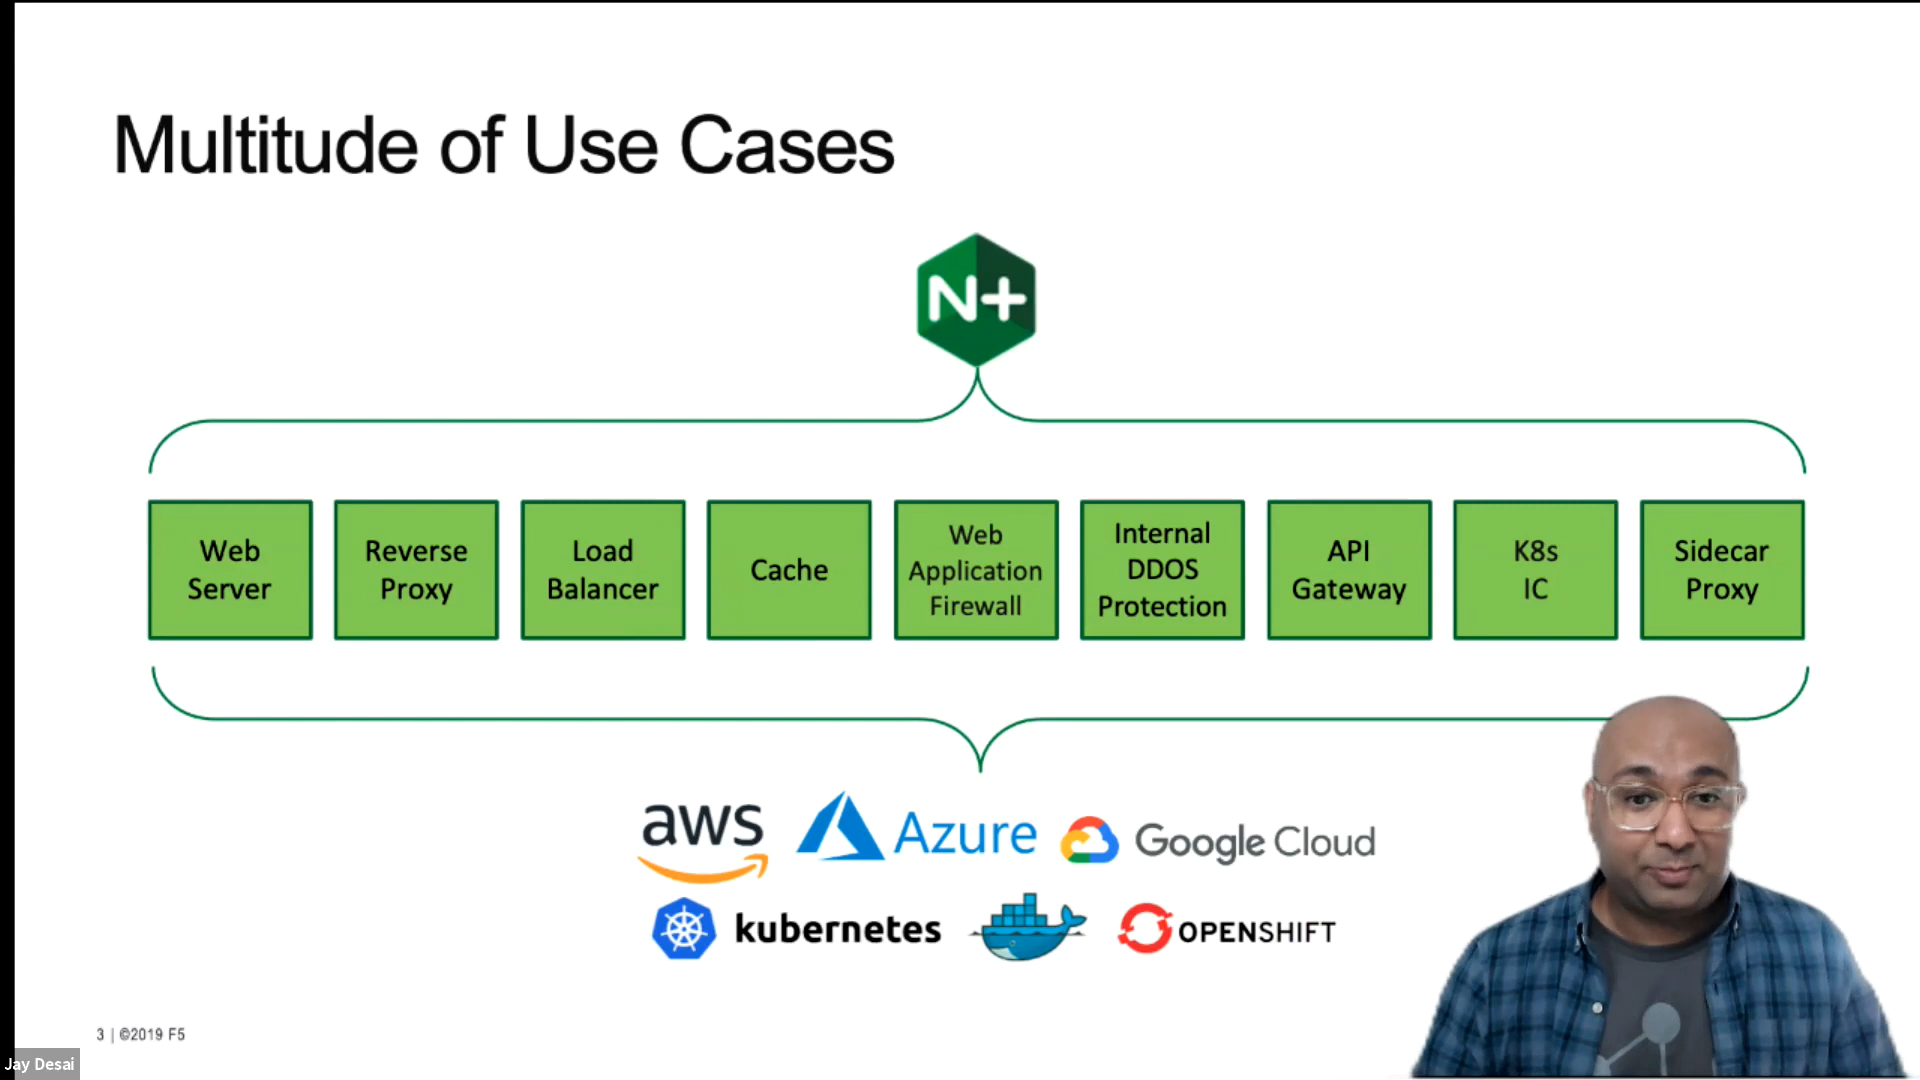 Multitude of Use Cases
N+
Web
Server
Reverse
Proxy
Load
Balancer
Cache
Web
Application
Firewall
Internal
DDOS
Protection
API
Gateway
K8s
IC
Sidecar
Proxy
aws
Azure
Google Cloud
kubernetes
OPENSHIFT
3 | ©2019 F5
Jay Desai